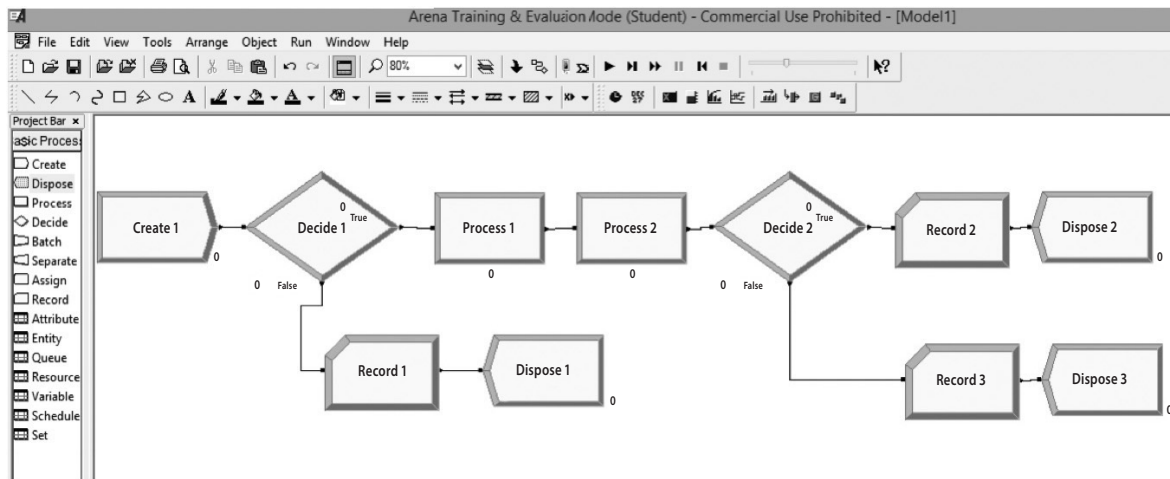 Arena Training & Evaluation Mode (Student) - Commercial Use Prohibited - [Model1]
File Edit View Tools Arrange Object Run Window Help
80%
A A
Project Bar ×
asic Proces
Create
Dispose
Process
Decide
Batch
Separate
Assign
Record
Attribute
Entity
Queue
Resource
Variable
Schedule
Set
Create 1
0
Decide 1
0
True
0 False
Process 1
0
Process 2
0
Decide 2
0
True
0 False
Record 2
Dispose 2
0
Record 1
Dispose 1
0
Record 3
Dispose 3
0